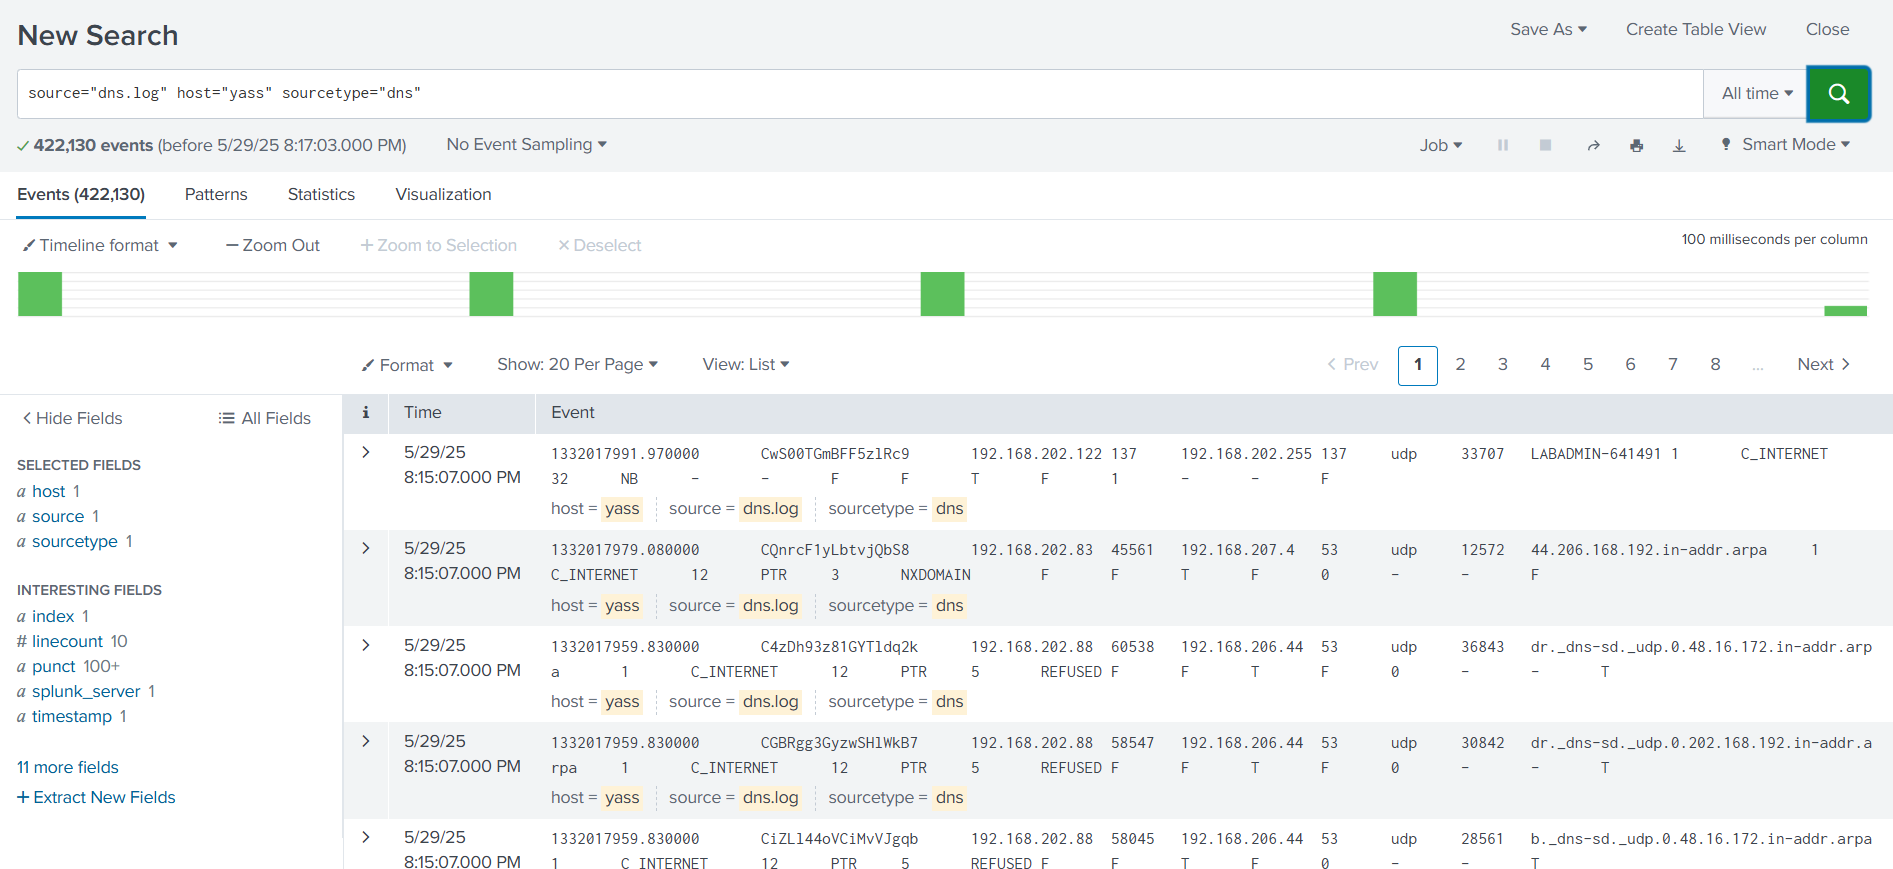 New Search
Save As Create Table View Close
source="dns.log" host="yass" sourcetype="dns"
All time
422,130 events (before 5/29/25 8:17:03.000 PM) No Event Sampling
Job Smart Mode
Events (422,130) Patterns Statistics Visualization
Timeline format Zoom Out Zoom to Selection Deselect
100 milliseconds per column
Format Show: 20 Per Page View: List
Prev 1 2 3 4 5 6 7 8 ... Next
Hide Fields All Fields
SELECTED FIELDS
a host 1
a source 1
a sourcetype 1
INTERESTING FIELDS
a index 1
# linecount 10
a punct 100+
a splunk_server 1
a timestamp 1
11 more fields
+ Extract New Fields
i Time Event
5/29/25
8:15:07.000 PM
1332017991.970000 CwS00TGmBFF5zlRc9 192.168.202.122 137 192.168.202.255 137 udp 33707 LABADMIN-641491 1 C_INTERNET
32 NB - - F F T F 1 - - F
host = yass source = dns.log sourcetype = dns
5/29/25
8:15:07.000 PM
1332017979.080000 CQnrcF1yLbtvjQbS8 192.168.202.83 45561 192.168.207.4 53 udp 12572 44.206.168.192.in-addr.arpa 1
C_INTERNET 12 PTR 3 NXDOMAIN F F T F 0 - - F
host = yass source = dns.log sourcetype = dns
5/29/25
8:15:07.000 PM
1332017959.830000 C4zDh93z81GYTldq2k 192.168.202.88 60538 192.168.206.44 53 udp 36843 dr._dns-sd._udp.0.48.16.172.in-addr.arp
a 1 C_INTERNET 12 PTR 5 REFUSED F F T F 0 - - T
host = yass source = dns.log sourcetype = dns
5/29/25
8:15:07.000 PM
1332017959.830000 CGBRgg3GyzwSHlWkB7 192.168.202.88 58547 192.168.206.44 53 udp 30842 dr._dns-sd._udp.0.202.168.192.in-addr.a
rpa 1 C_INTERNET 12 PTR 5 REFUSED F F T F 0 - - T
host = yass source = dns.log sourcetype = dns
5/29/25
8:15:07.000 PM
1332017959.830000 CiZLl44oVCiMvVJgqb 192.168.202.88 58045 192.168.206.44 53 udp 28561 b._dns-sd._udp.0.48.16.172.in-addr.arpa
1 C_INTERNET 12 PTR 5 REFUSED F F T F 0 - - T